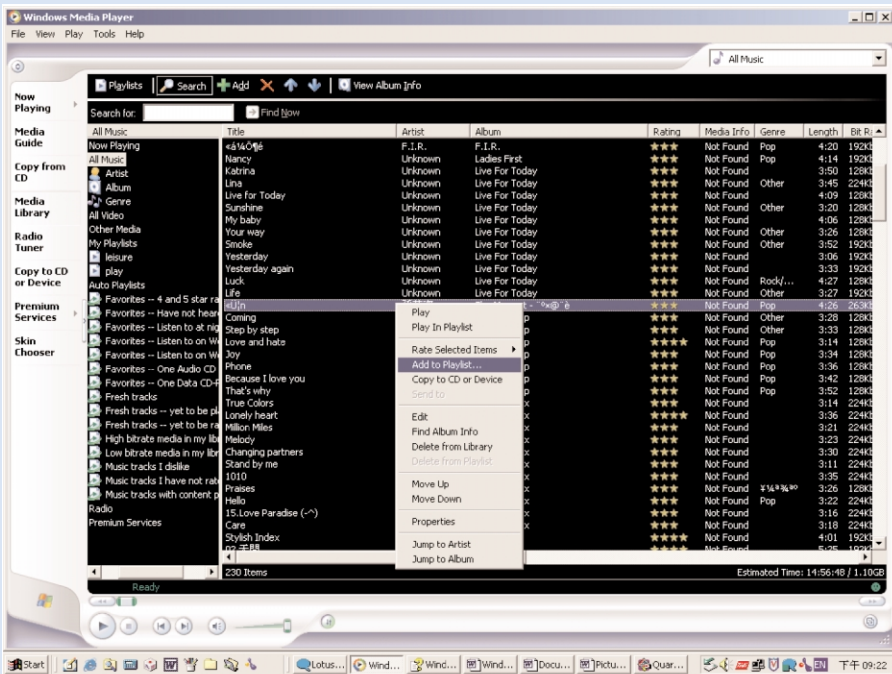 Windows Media Player
File View Play Tools Help
All Music
Playlists Search Add View Album Info
Search for: Find Now
Now Playing
Media Guide
Copy from CD
Media Library
Radio Tuner
Copy to CD or Device
Premium Services
Skin Chooser
All Music
Now Playing
All Music
Artist
Album
Genre
All Video
Other Media
My Playlists
leisure
play
Auto Playlists
Favorites -- 4 and 5 star ra
Favorites -- Have not hear
Favorites -- Listen to at nig
Favorites -- Listen to on We
Favorites -- Listen to on We
Favorites -- One Audio CD
Favorites -- One Data CD-R
Fresh tracks
Fresh tracks -- yet to be pl
Fresh tracks -- yet to be ra
High bitrate media in my lib
Low bitrate media in my libr
Music tracks I dislike
Music tracks I have not rat
Music tracks with content p
Radio
Premium Services
Title Artist Album Rating Media Info Genre Length Bit Ra
F.I.R. F.I.R. Not Found Pop 4:20 192Kb
Nancy Unknown Ladies First Not Found Pop 4:14 192Kb
Katrina Unknown Live For Today Not Found 3:50 128Kb
Lina Unknown Live For Today Not Found Other 3:45 224Kb
Live for Today Unknown Live For Today Not Found 4:09 128Kb
Sunshine Unknown Live For Today Not Found Other 3:20 128Kb
My baby Unknown Live For Today Not Found 4:06 128Kb
Your way Unknown Live For Today Not Found Other 3:26 128Kb
Smoke Unknown Live For Today Not Found Other 3:52 192Kb
Yesterday Unknown Live For Today Not Found 3:06 192Kb
Yesterday again Unknown Live For Today Not Found 3:33 192Kb
Luck Unknown Live For Today Not Found Rock/... 4:27 128Kb
Life Unknown Live For Today Not Found Other 3:27 192Kb
Not Found Pop 4:26 263Kb
Coming p Not Found Other 3:28 128Kb
Step by step p Not Found Other 3:33 128Kb
Love and hate p Not Found Pop 3:14 128Kb
Joy p Not Found Pop 3:34 128Kb
Phone p Not Found Pop 3:36 128Kb
Because I love you p Not Found Pop 3:42 128Kb
That's why p Not Found Pop 3:52 128Kb
True Colors x Not Found 3:14 224Kb
Lonely heart x Not Found 3:36 224Kb
Million Miles x Not Found 3:21 224Kb
Melody x Not Found 3:23 224Kb
Changing partners x Not Found 3:30 224Kb
Stand by me x Not Found 3:11 224Kb
1010 x Not Found 3:35 224Kb
Praises x Not Found 3:26 128Kb
Hello x Not Found Pop 3:22 224Kb
15.Love Paradise (-^) x Not Found 3:16 224Kb
Care x Not Found 3:18 224Kb
Stylish Index Not Found 4:01 192Kb
Not Found 5:25 192Kb
Play
Play In Playlist
Rate Selected Items
Add to Playlist...
Copy to CD or Device
Send to
Edit
Find Album Info
Delete from Library
Delete from Playlist
Move Up
Move Down
Properties
Jump to Artist
Jump to Album
230 Items Estimated Time: 14:56:48 / 1.10GB
Ready
Start Lotus... Wind... Wind... Wind... Docu... Pictu... Quar... EN 下午 09:22